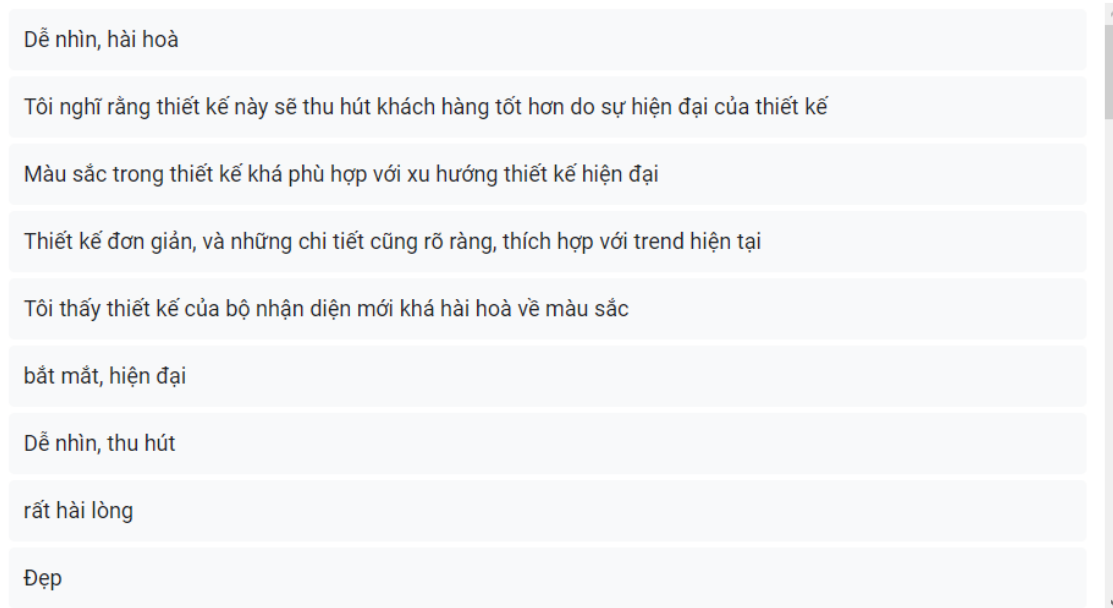 Dễ nhìn, hài hoà
Tôi nghĩ rằng thiết kế này sẽ thu hút khách hàng tốt hơn do sự hiện đại của thiết kế
Màu sắc trong thiết kế khá phù hợp với xu hướng thiết kế hiện đại
Thiết kế đơn giản, và những chi tiết cũng rõ ràng, thích hợp với trend hiện tại
Tôi thấy thiết kế của bộ nhận diện mới khá hài hoà về màu sắc
bắt mắt, hiện đại
Dễ nhìn, thu hút
rất hài lòng
Đẹp